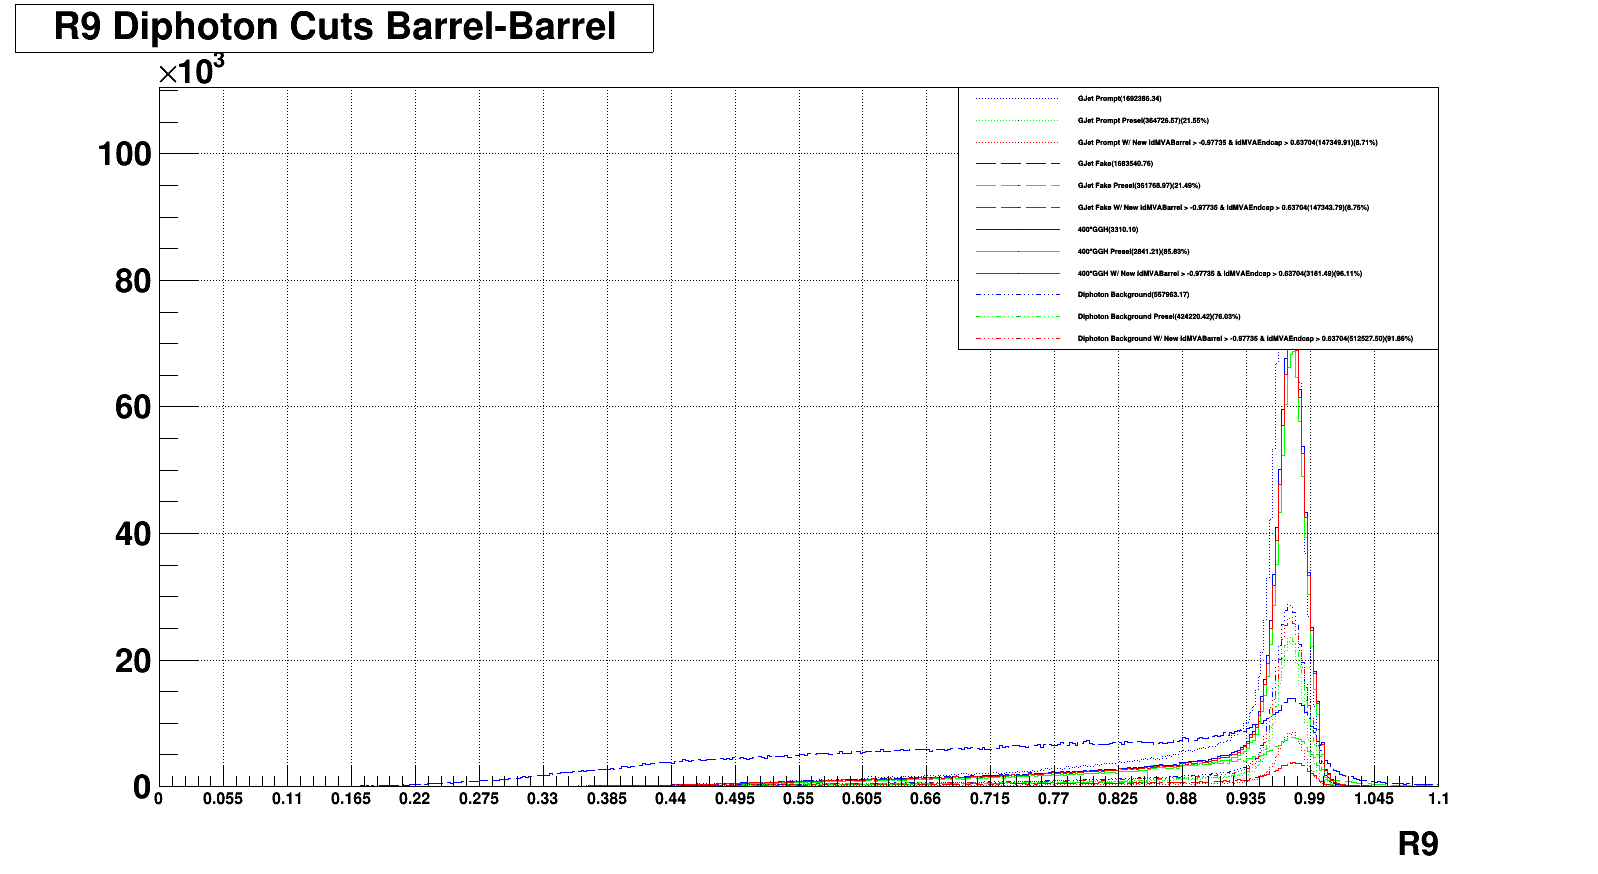 R9 Diphoton Cuts Barrel-Barrel
×10³
GJet Prompt(1692386.34)
GJet Prompt Presel(364726.57)(21.55%)
GJet Prompt W/ New idMVABarrel > -0.97735 & idMVAEndcap > 0.63704(147349.91)(8.71%)
GJet Fake(1683540.76)
GJet Fake Presel(361768.97)(21.49%)
GJet Fake W/ New idMVABarrel > -0.97735 & idMVAEndcap > 0.63704(147343.79)(8.75%)
400*GGH(3310.10)
400*GGH Presel(2841.21)(85.83%)
400*GGH W/ New idMVABarrel > -0.97735 & idMVAEndcap > 0.63704(3181.49)(96.11%)
Diphoton Background(557963.17)
Diphoton Background Presel(424220.42)(76.03%)
Diphoton Background W/ New idMVABarrel > -0.97735 & idMVAEndcap > 0.63704(512527.50)(91.86%)
100
80
60
40
20
0
0 0.055 0.11 0.165 0.22 0.275 0.33 0.385 0.44 0.495 0.55 0.605 0.66 0.715 0.77 0.825 0.88 0.935 0.99 1.045 1.1
R9